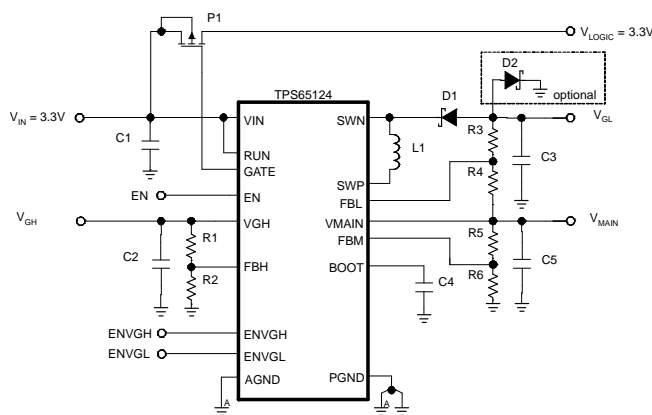 P1
V_LOGIC = 3.3V
D2
TPS65124
D1
optional
V_IN = 3.3V
VIN
SWN
V_GL
C1
R3
L1
C3
RUN
GATE
R4
SWP
EN
EN
FBL
V_GH
VGH
VMAIN
V_MAIN
R1
FBM
R5
C2
C5
FBH
BOOT
C4
R6
R2
ENVGH
ENVGH
ENVGL
ENVGL
AGND
PGND
A
A